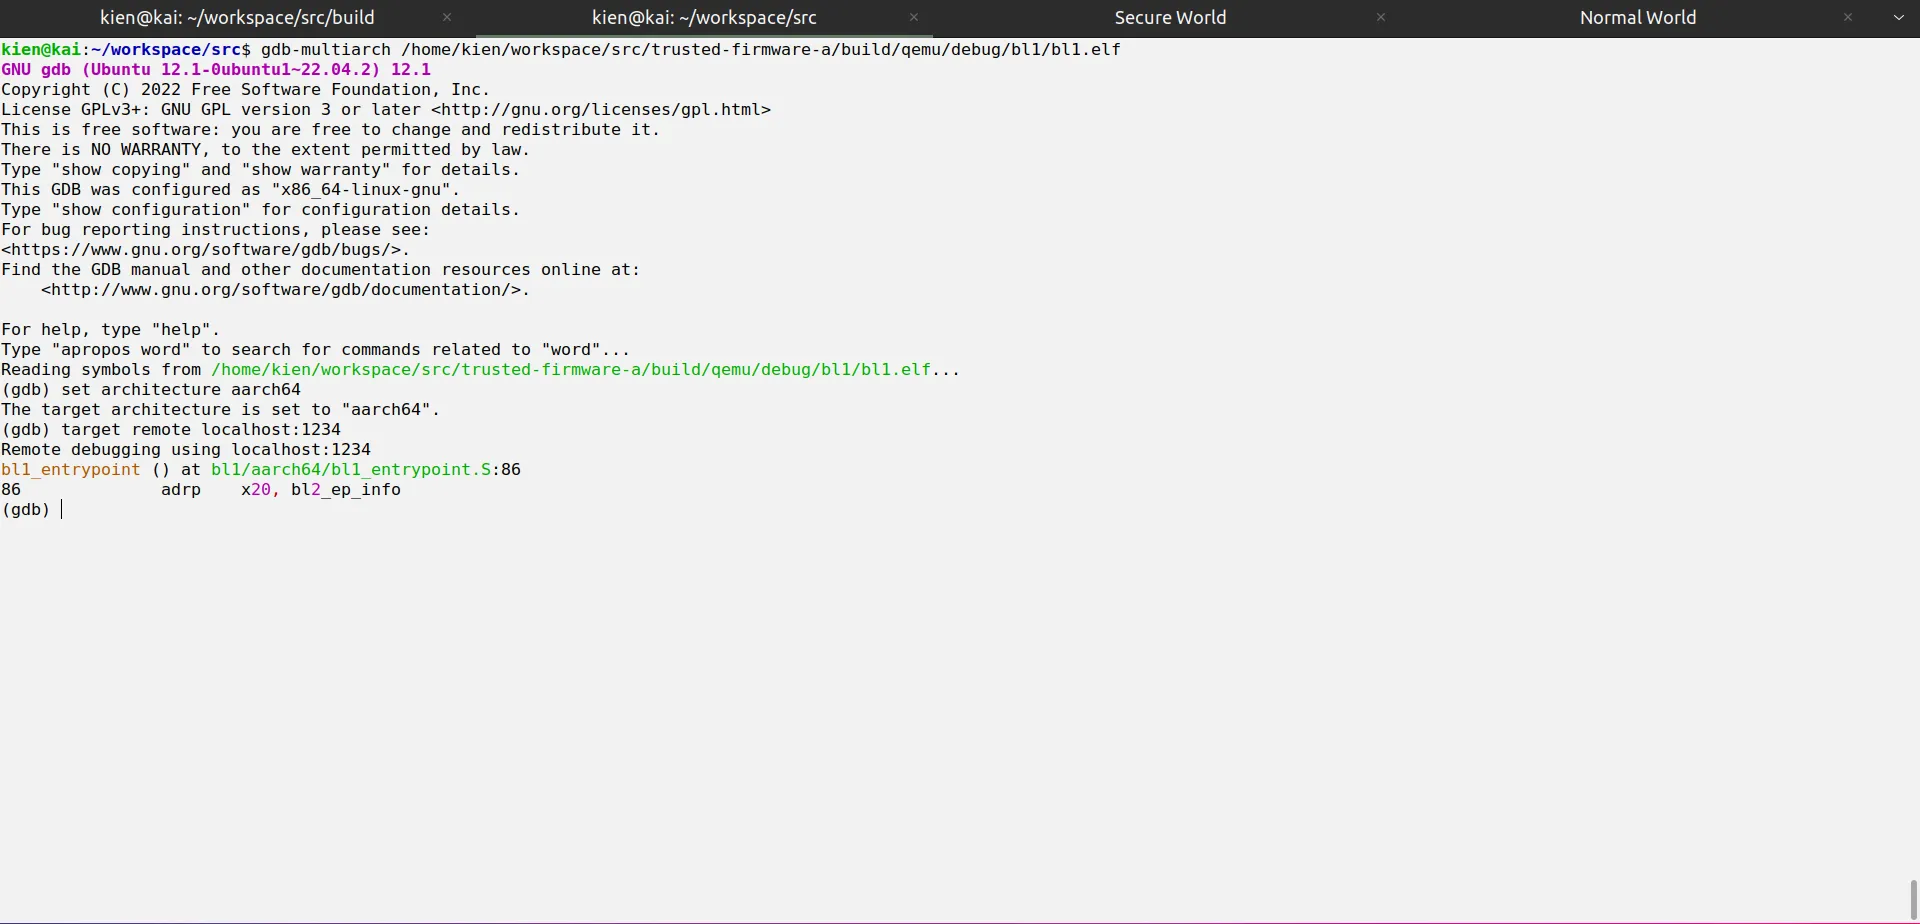 kien@kai: ~/workspace/src/build × kien@kai: ~/workspace/src × Secure World × Normal World ×
kien@kai:~/workspace/src$ gdb-multiarch /home/kien/workspace/src/trusted-firmware-a/build/qemu/debug/bl1/bl1.elf
GNU gdb (Ubuntu 12.1-0ubuntu1~22.04.2) 12.1
Copyright (C) 2022 Free Software Foundation, Inc.
License GPLv3+: GNU GPL version 3 or later <http://gnu.org/licenses/gpl.html>
This is free software: you are free to change and redistribute it.
There is NO WARRANTY, to the extent permitted by law.
Type "show copying" and "show warranty" for details.
This GDB was configured as "x86_64-linux-gnu".
Type "show configuration" for configuration details.
For bug reporting instructions, please see:
<https://www.gnu.org/software/gdb/bugs/>.
Find the GDB manual and other documentation resources online at:
    <http://www.gnu.org/software/gdb/documentation/>.

For help, type "help".
Type "apropos word" to search for commands related to "word"...
Reading symbols from /home/kien/workspace/src/trusted-firmware-a/build/qemu/debug/bl1/bl1.elf...
(gdb) set architecture aarch64
The target architecture is set to "aarch64".
(gdb) target remote localhost:1234
Remote debugging using localhost:1234
bl1_entrypoint () at bl1/aarch64/bl1_entrypoint.S:86
86              adrp    x20, bl2_ep_info
(gdb)